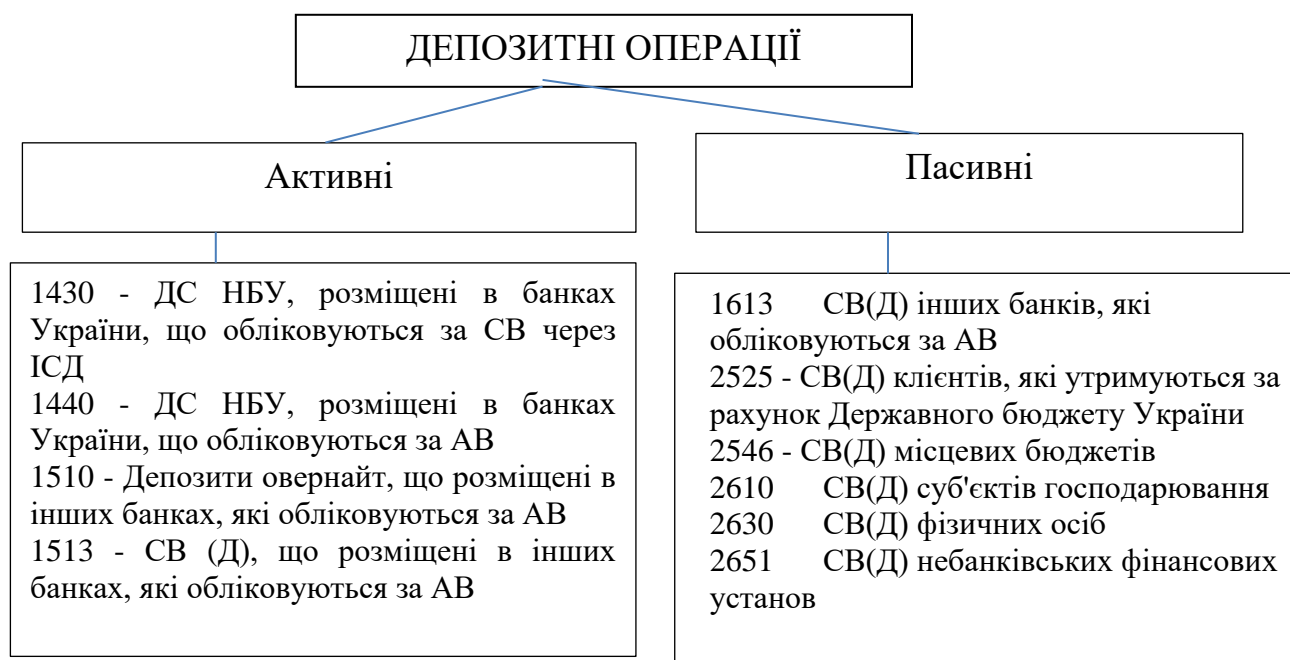 ДЕПОЗИТНІ ОПЕРАЦІЇ
Активні
1430 - ДС НБУ, розміщені в банках
України, що обліковуються за СВ через
ІСД
1440 - ДС НБУ, розміщені в банках
України, що обліковуються за АВ
1510 - Депозити овернайт, що розміщені в
інших банках, які обліковуються за АВ
1513 - СВ (Д), що розміщені в інших
банках, які обліковуються за АВ
Пасивні
1613 СВ(Д) інших банків, які
обліковуються за АВ
2525 - СВ(Д) клієнтів, які утримуються за
рахунок Державного бюджету України
2546 - СВ(Д) місцевих бюджетів
2610 СВ(Д) суб'єктів господарювання
2630 СВ(Д) фізичних осіб
2651 СВ(Д) небанківських фінансових
установ